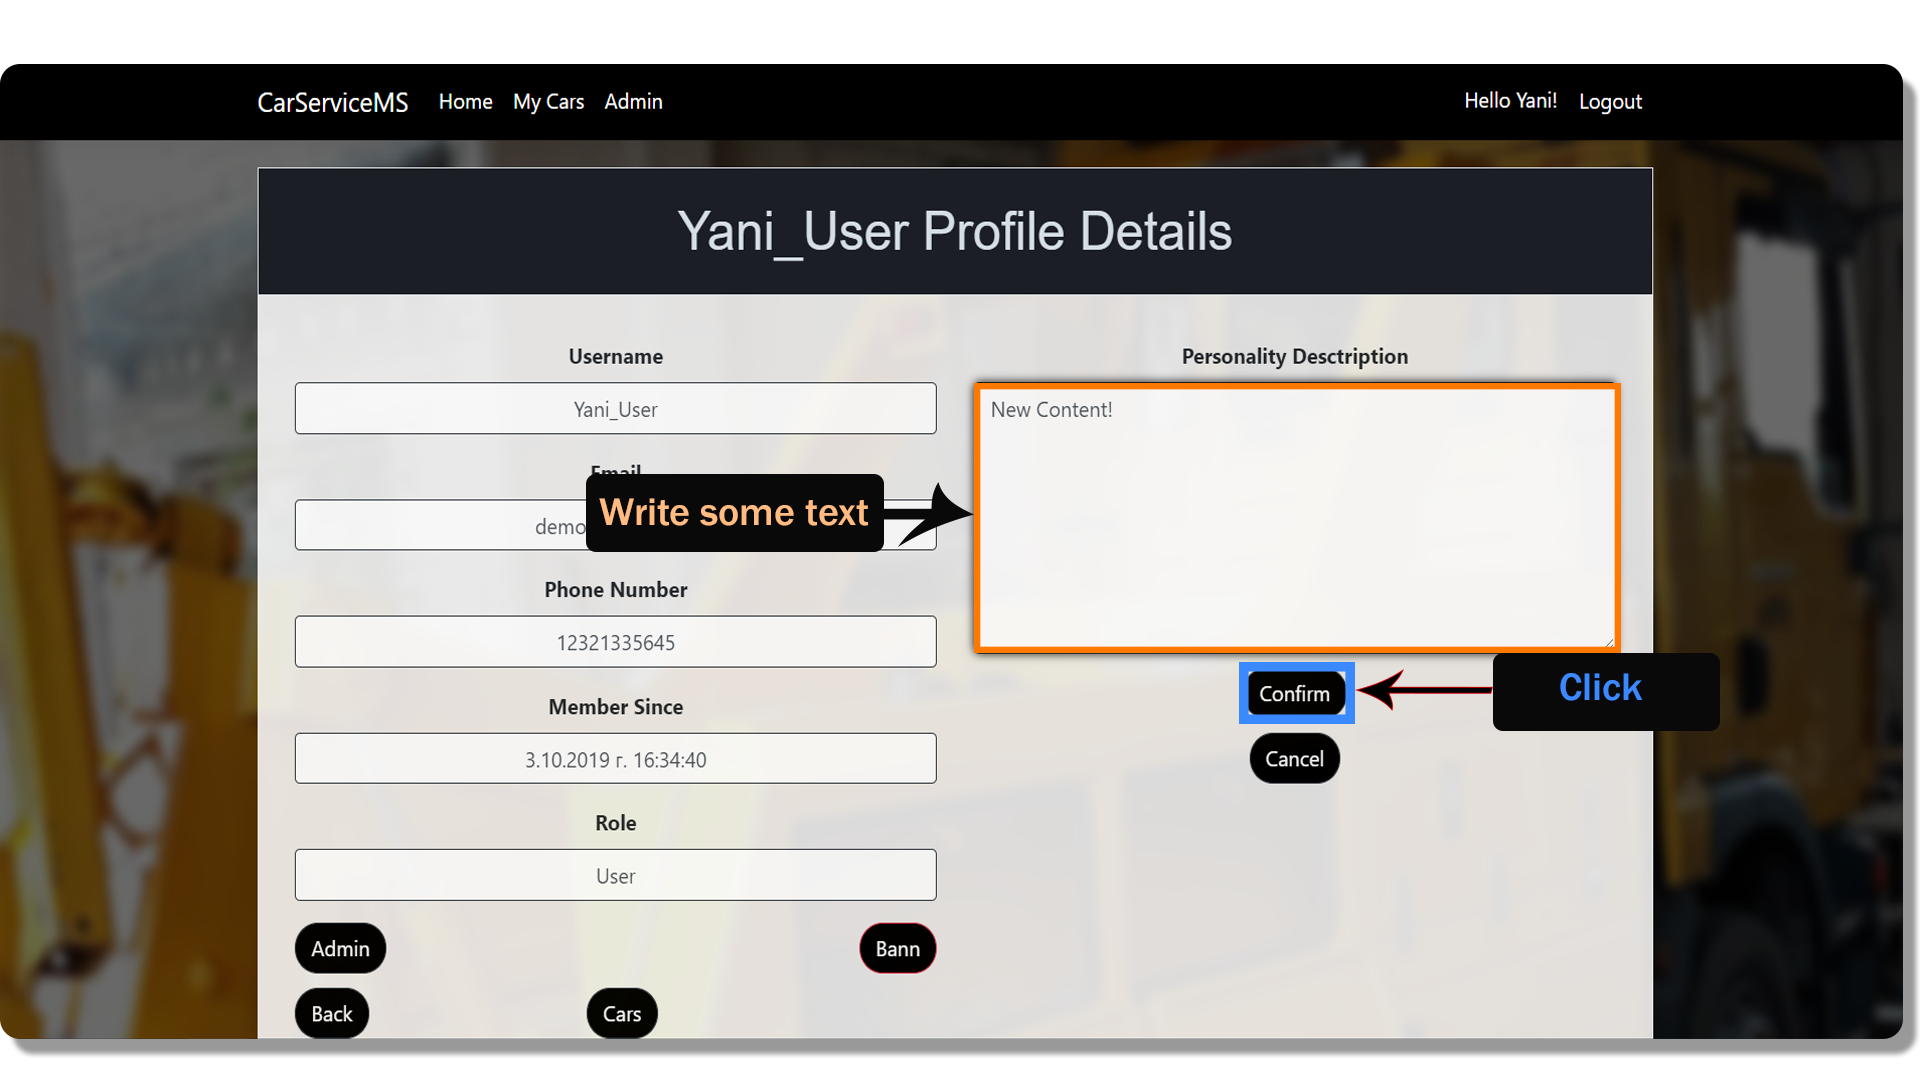 CarServiceMS Home My Cars Admin Hello Yani! Logout
Yani_User Profile Details
Username
Yani_User
Email
demo
Phone Number
12321335645
Member Since
3.10.2019 г. 16:34:40
Role
User
Admin Bann
Back Cars
Personality Desctription
New Content!
Write some text
Confirm
Click
Cancel